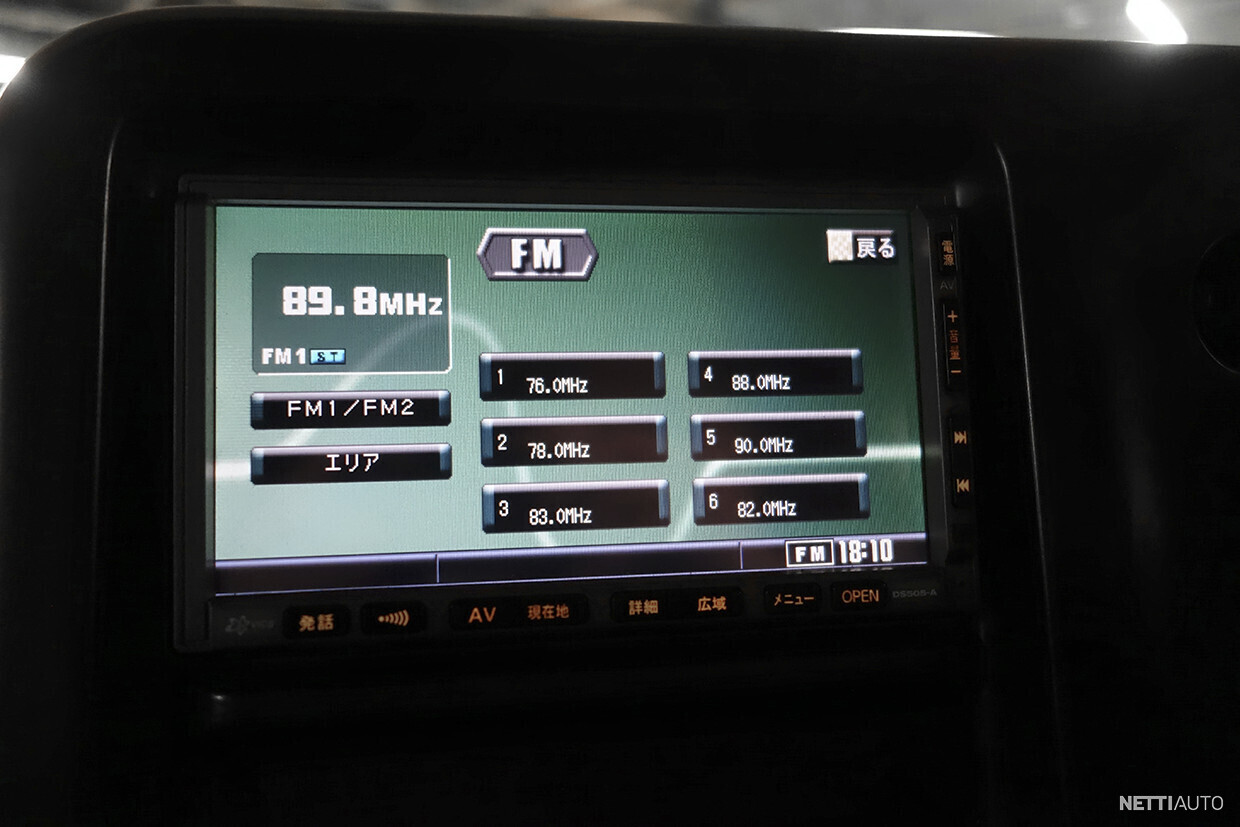 FM
戻る
89.8MHz
FM1 ST
FM1/FM2
エリア
1 76.0MHz
2 78.0MHz
3 83.0MHz
4 88.0MHz
5 90.0MHz
6 82.0MHz
FM 18:10
電源
AV
+
音量
-
発話
AV
現在地
詳細
広域
メニュー
OPEN
DS505-A
NETTIAUTO